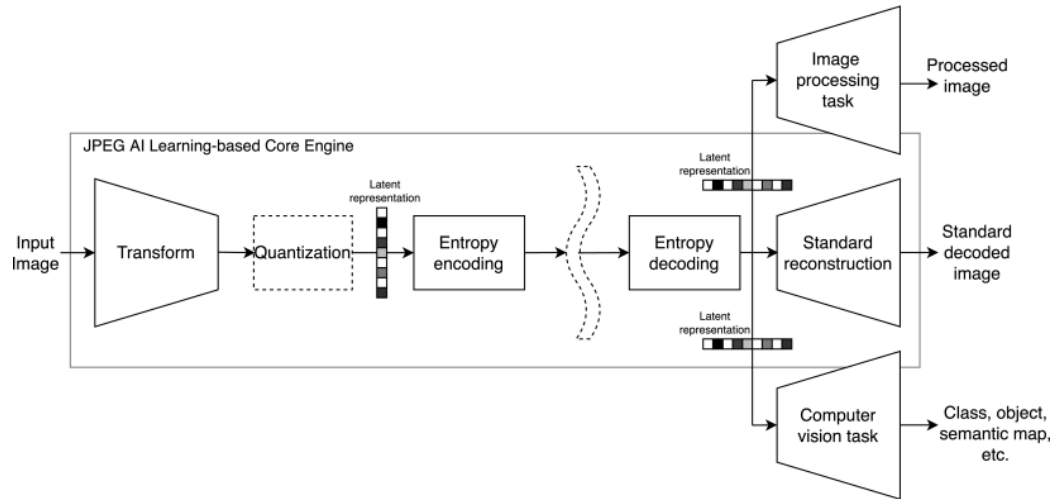 Image
processing
task
Processed
image
JPEG AI Learning-based Core Engine
Latent
representation
Latent
representation
Input
Image
Transform
Quantization
Entropy
encoding
Entropy
decoding
Standard
reconstruction
Standard
decoded
image
Latent
representation
Computer
vision task
Class, object,
semantic map,
etc.